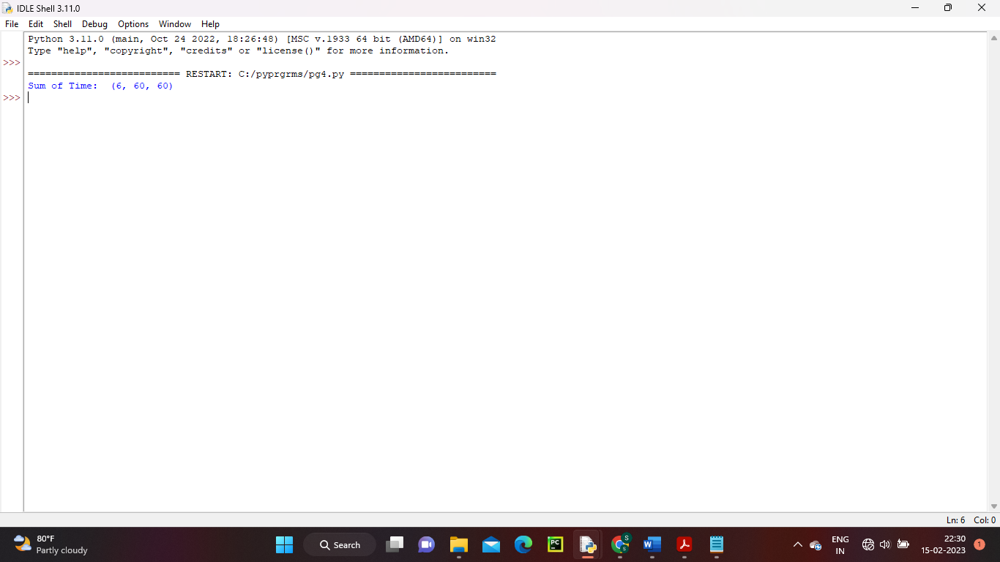 IDLE Shell 3.11.0
File Edit Shell Debug Options Window Help
Python 3.11.0 (main, Oct 24 2022, 18:26:48) [MSC v.1933 64 bit (AMD64)] on win32
Type "help", "copyright", "credits" or "license()" for more information.
>>>
========================== RESTART: C:/pyprgrms/pg4.py =========================
Sum of Time:  (6, 60, 60)
>>>
Ln: 6 Col: 0
80°F
Partly cloudy
Search
PC
S
S
W
ENG
IN
22:30
15-02-2023
1